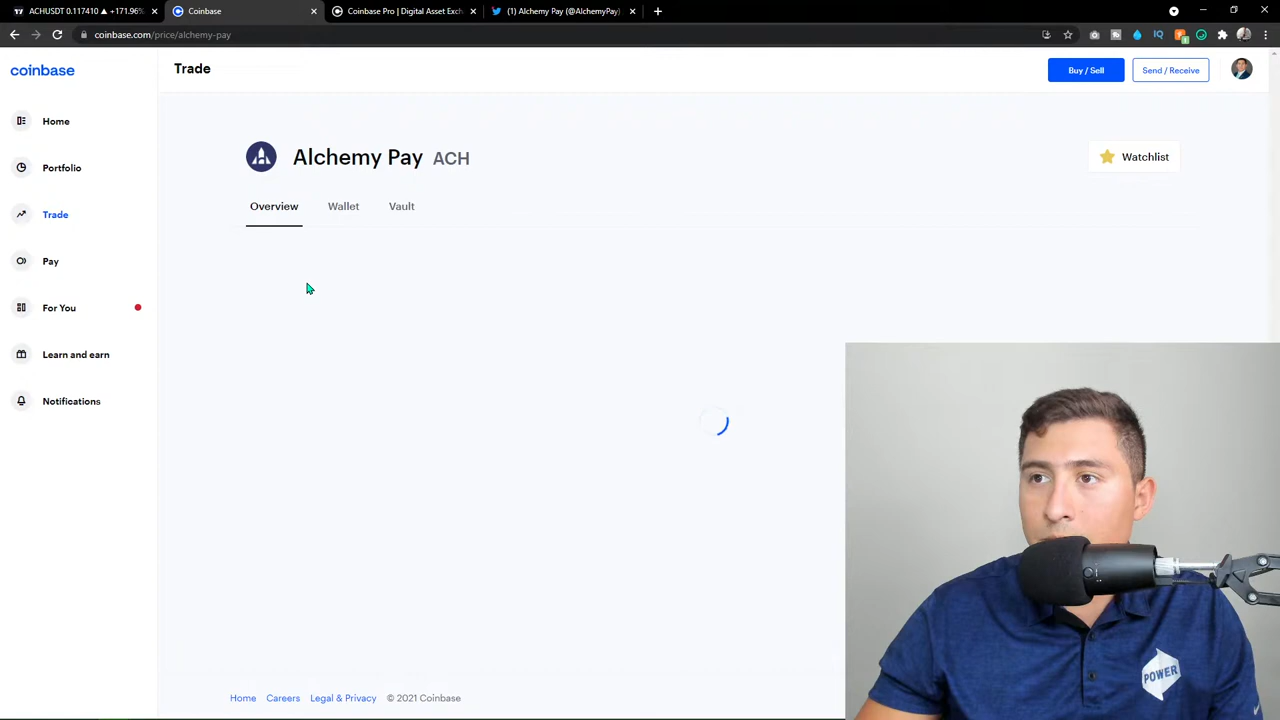 ACHUSDT 0.117410 ▲ +171.96%
Coinbase
Coinbase Pro | Digital Asset Exch
(1) Alchemy Pay (@AlchemyPay)
coinbase.com/price/alchemy-pay
coinbase
Trade
Buy / Sell
Send / Receive
Home
Portfolio
Trade
Pay
For You
Learn and earn
Notifications
Alchemy Pay ACH
Watchlist
Overview
Wallet
Vault
POWER
Home
Careers
Legal & Privacy
© 2021 Coinbase